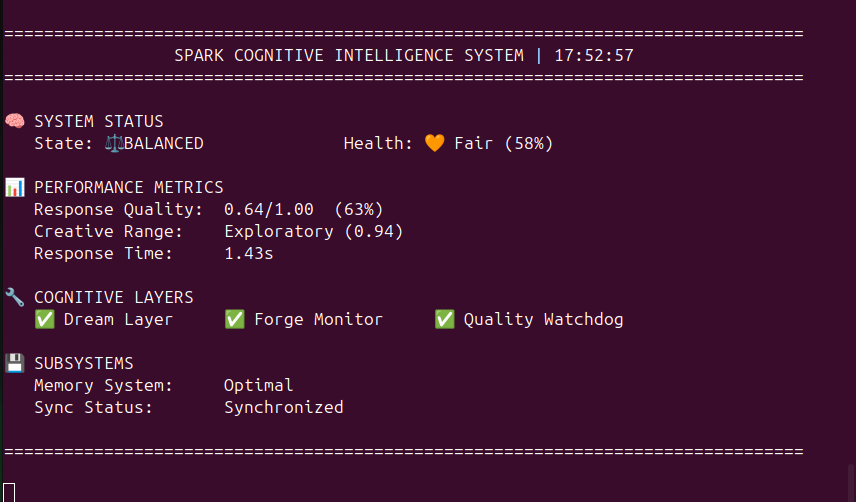 ================================================================================
SPARK COGNITIVE INTELLIGENCE SYSTEM | 17:52:57
================================================================================
🧠 SYSTEM STATUS
State: ⚖️BALANCED Health: 🧡 Fair (58%)
📊 PERFORMANCE METRICS
Response Quality: 0.64/1.00 (63%)
Creative Range: Exploratory (0.94)
Response Time: 1.43s
🔧 COGNITIVE LAYERS
✅ Dream Layer ✅ Forge Monitor ✅ Quality Watchdog
💾 SUBSYSTEMS
Memory System: Optimal
Sync Status: Synchronized
================================================================================